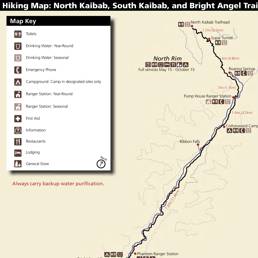 Hiking Map: North Kaibab, South Kaibab, and Bright Angel Trai
Map Key
Toilets
Drinking Water: Year-Round
Drinking Water: Seasonal
Emergency Phone
Campground: Camp in designated sites only
Ranger Station: Year-Round
Ranger Station: Seasonal
First Aid
Information
Restaurants
Lodging
General Store
Always carry backup water purification.
North Kaibab Trailhead
Supai Tunnel
North Rim
Full services May 15 - October 15
Roaring Springs
Pump House Ranger Station
Cottonwood Camp
Ribbon Falls
Phantom Ranger Station